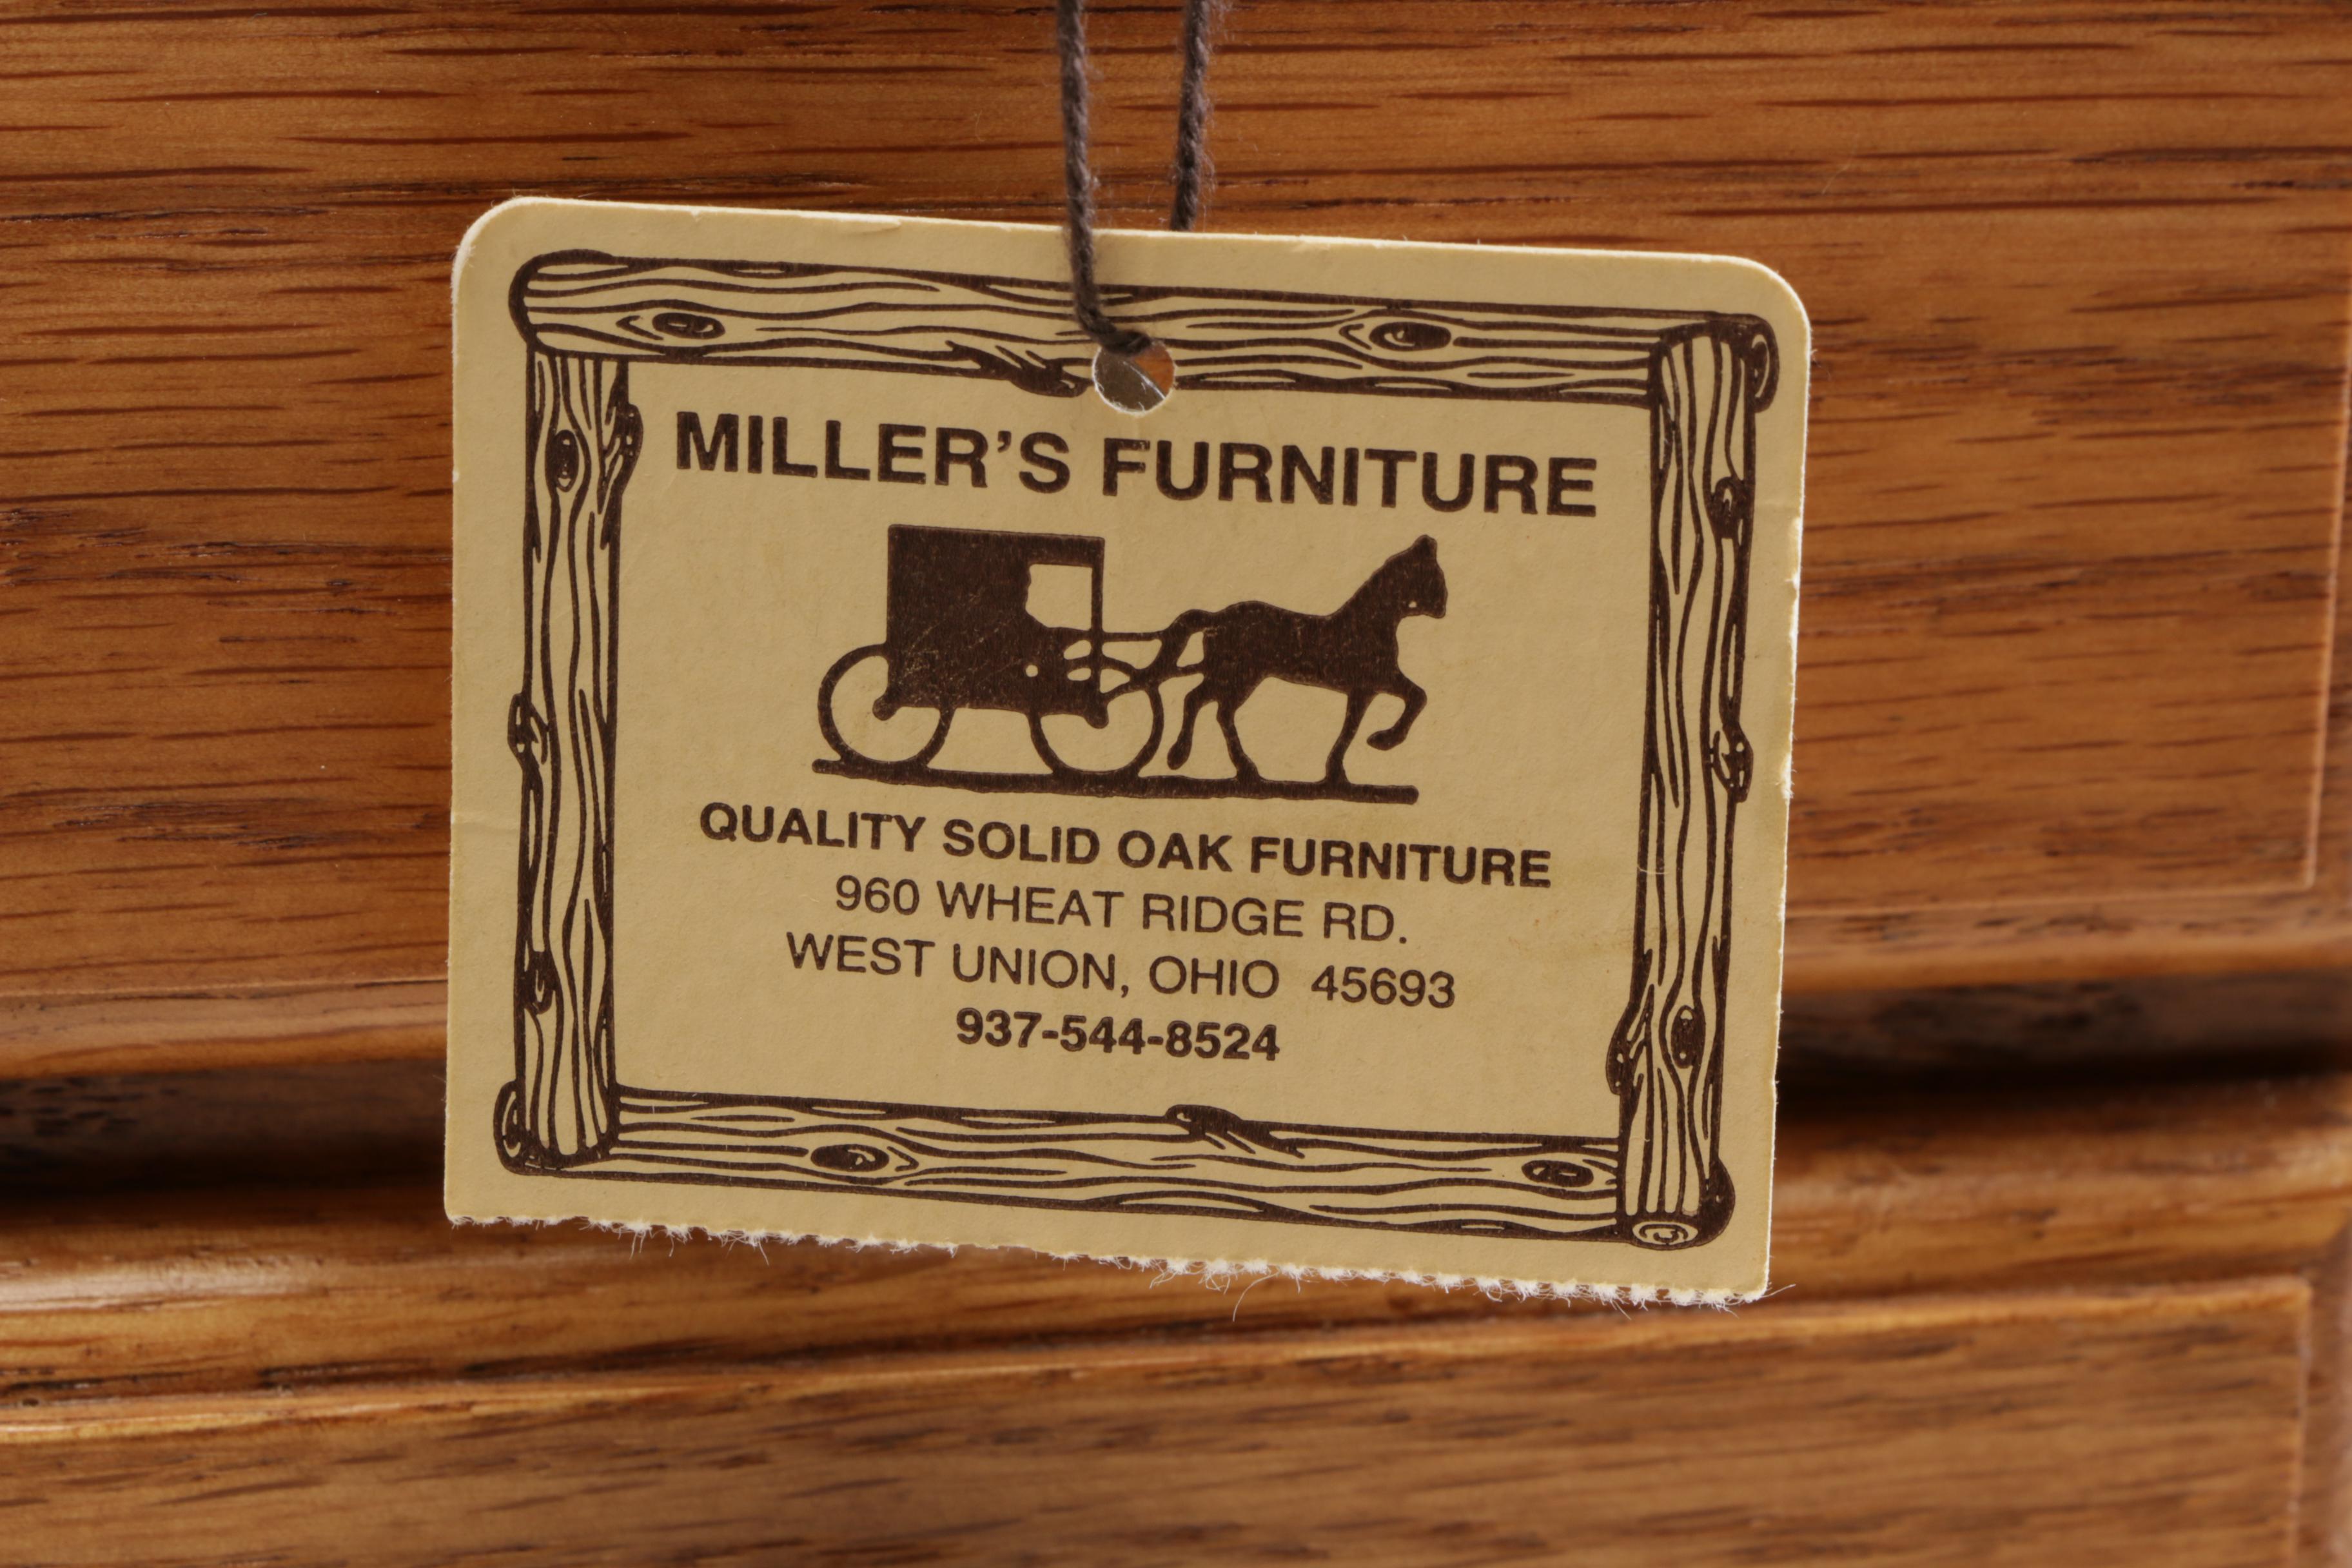 MILLER'S FURNITURE
QUALITY SOLID OAK FURNITURE
960 WHEAT RIDGE RD.
WEST UNION, OHIO 45693
937-544-8524